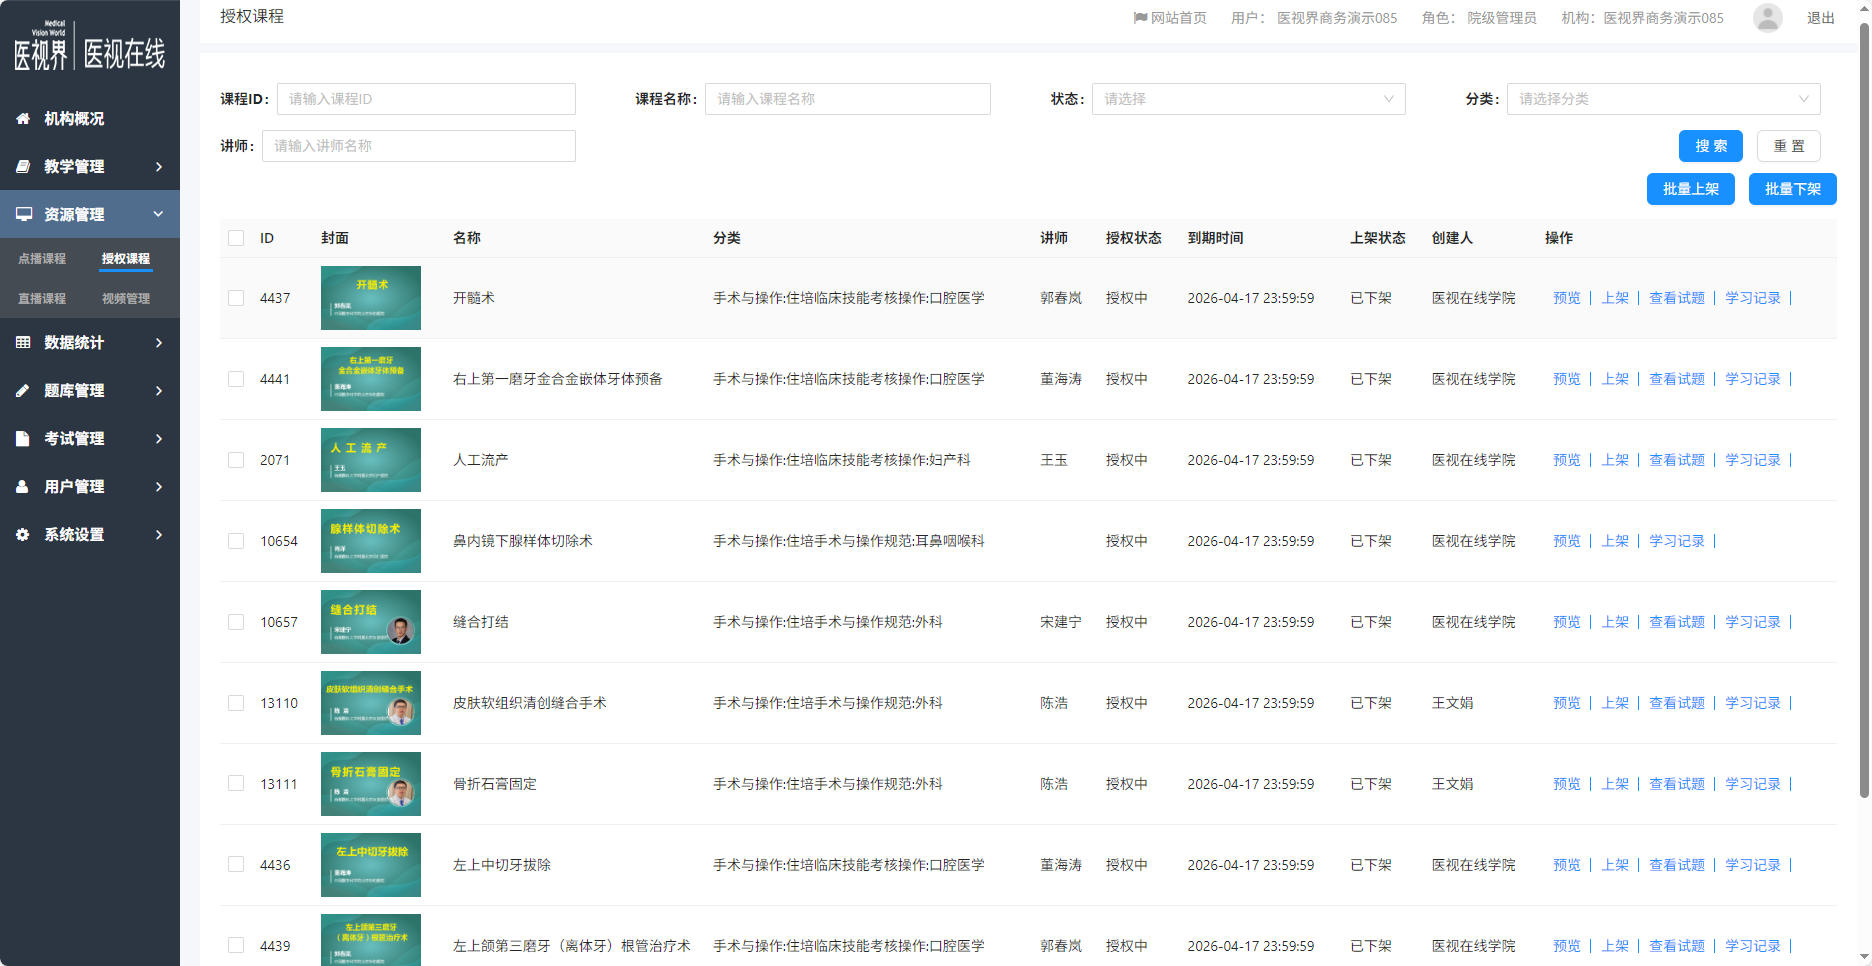 Medical
Vision World
医视界 医视在线
机构概况
教学管理
资源管理
点播课程 授权课程
直播课程 视频管理
数据统计
题库管理
考试管理
用户管理
系统设置
授权课程 网站首页 用户： 医视界商务演示085 角色： 院级管理员 机构：医视界商务演示085 退出
课程ID： 请输入课程ID 课程名称： 请输入课程名称 状态： 请选择 分类： 请选择分类
讲师： 请输入讲师名称 搜 索 重 置
批量上架 批量下架
ID 封面 名称 分类 讲师 授权状态 到期时间 上架状态 创建人 操作
开髓术
郭春岚
4437 开髓术 手术与操作:住培临床技能考核操作:口腔医学 郭春岚 授权中 2026-04-17 23:59:59 已下架 医视在线学院 预览 | 上架 | 查看试题 | 学习记录 |
右上第一磨牙
金合金嵌体牙体预备
董海涛
4441 右上第一磨牙金合金嵌体牙体预备 手术与操作:住培临床技能考核操作:口腔医学 董海涛 授权中 2026-04-17 23:59:59 已下架 医视在线学院 预览 | 上架 | 查看试题 | 学习记录 |
人工流产
王玉
2071 人工流产 手术与操作:住培临床技能考核操作:妇产科 王玉 授权中 2026-04-17 23:59:59 已下架 医视在线学院 预览 | 上架 | 查看试题 | 学习记录 |
腺样体切除术
10654 鼻内镜下腺样体切除术 手术与操作:住培手术与操作规范:耳鼻咽喉科 授权中 2026-04-17 23:59:59 已下架 医视在线学院 预览 | 上架 | 学习记录 |
缝合打结
宋建宁
10657 缝合打结 手术与操作:住培手术与操作规范:外科 宋建宁 授权中 2026-04-17 23:59:59 已下架 医视在线学院 预览 | 上架 | 查看试题 | 学习记录 |
皮肤软组织清创缝合手术
陈 浩
13110 皮肤软组织清创缝合手术 手术与操作:住培手术与操作规范:外科 陈浩 授权中 2026-04-17 23:59:59 已下架 王文娟 预览 | 上架 | 查看试题 | 学习记录 |
骨折石膏固定
陈 浩
13111 骨折石膏固定 手术与操作:住培手术与操作规范:外科 陈浩 授权中 2026-04-17 23:59:59 已下架 王文娟 预览 | 上架 | 查看试题 | 学习记录 |
左上中切牙拔除
董海涛
4436 左上中切牙拔除 手术与操作:住培临床技能考核操作:口腔医学 董海涛 授权中 2026-04-17 23:59:59 已下架 医视在线学院 预览 | 上架 | 查看试题 | 学习记录 |
左上颌第三磨牙
（离体牙）根管治疗术
郭春岚
4439 左上颌第三磨牙（离体牙）根管治疗术 手术与操作:住培临床技能考核操作:口腔医学 郭春岚 授权中 2026-04-17 23:59:59 已下架 医视在线学院 预览 | 上架 | 查看试题 | 学习记录 |